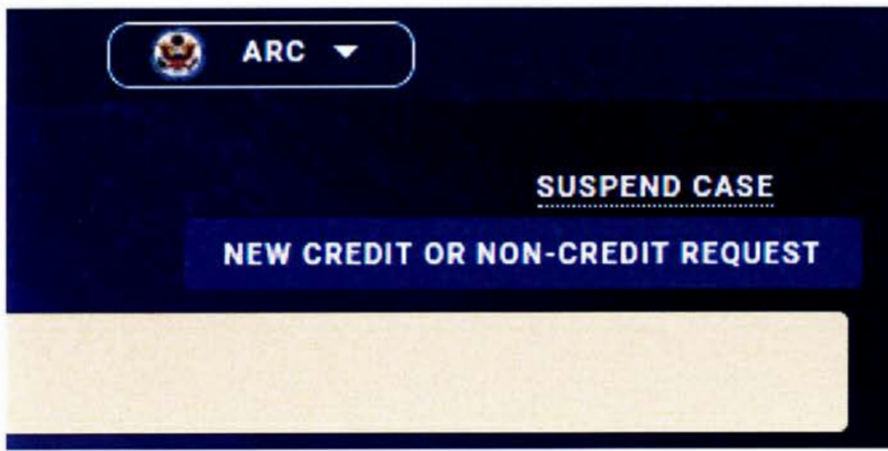 ARC
SUSPEND CASE
NEW CREDIT OR NON-CREDIT REQUEST